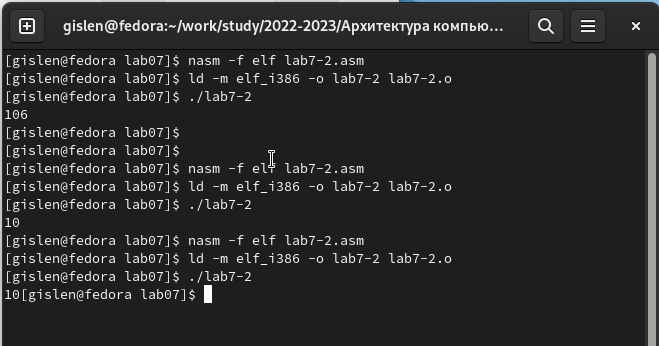 gislen@fedora:~/work/study/2022-2023/Архитектура компью...
[gislen@fedora lab07]$ nasm -f elf lab7-2.asm
[gislen@fedora lab07]$ ld -m elf_i386 -o lab7-2 lab7-2.o
[gislen@fedora lab07]$ ./lab7-2
106
[gislen@fedora lab07]$
[gislen@fedora lab07]$
[gislen@fedora lab07]$ nasm -f elf lab7-2.asm
[gislen@fedora lab07]$ ld -m elf_i386 -o lab7-2 lab7-2.o
[gislen@fedora lab07]$ ./lab7-2
10
[gislen@fedora lab07]$ nasm -f elf lab7-2.asm
[gislen@fedora lab07]$ ld -m elf_i386 -o lab7-2 lab7-2.o
[gislen@fedora lab07]$ ./lab7-2
10[gislen@fedora lab07]$